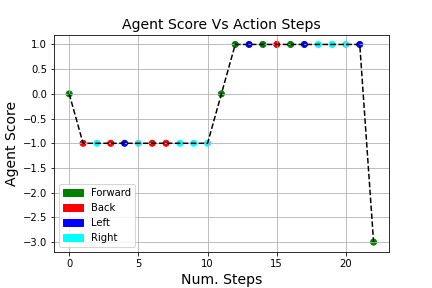 Agent Score Vs Action Steps
1.0
0.5
0.0
−0.5
−1.0
−1.5
−2.0
−2.5
−3.0
Agent Score
Forward
Back
Left
Right
0 5 10 15 20
Num. Steps